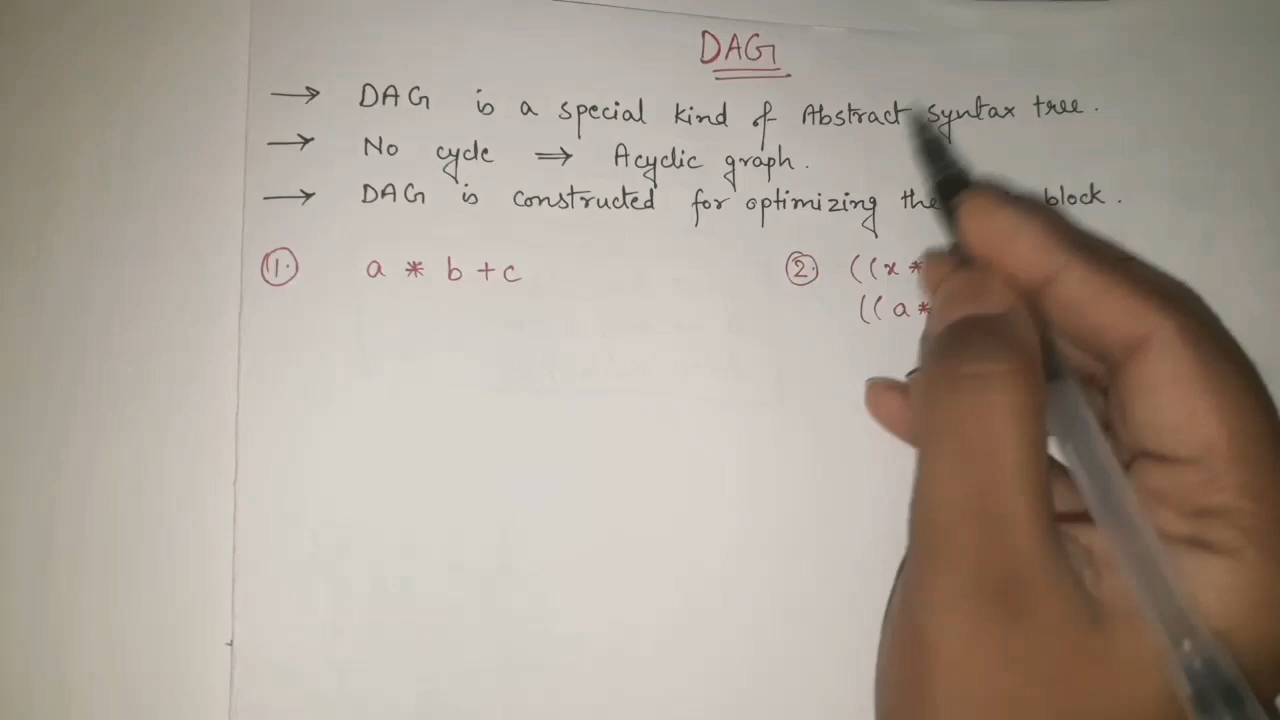 DAG
→ DAG is a special kind of Abstract syntax tree.
→ No cycle ⇒ Acyclic graph.
→ DAG is constructed for optimizing the block.
1. a * b + c
2. ((x *
((a *